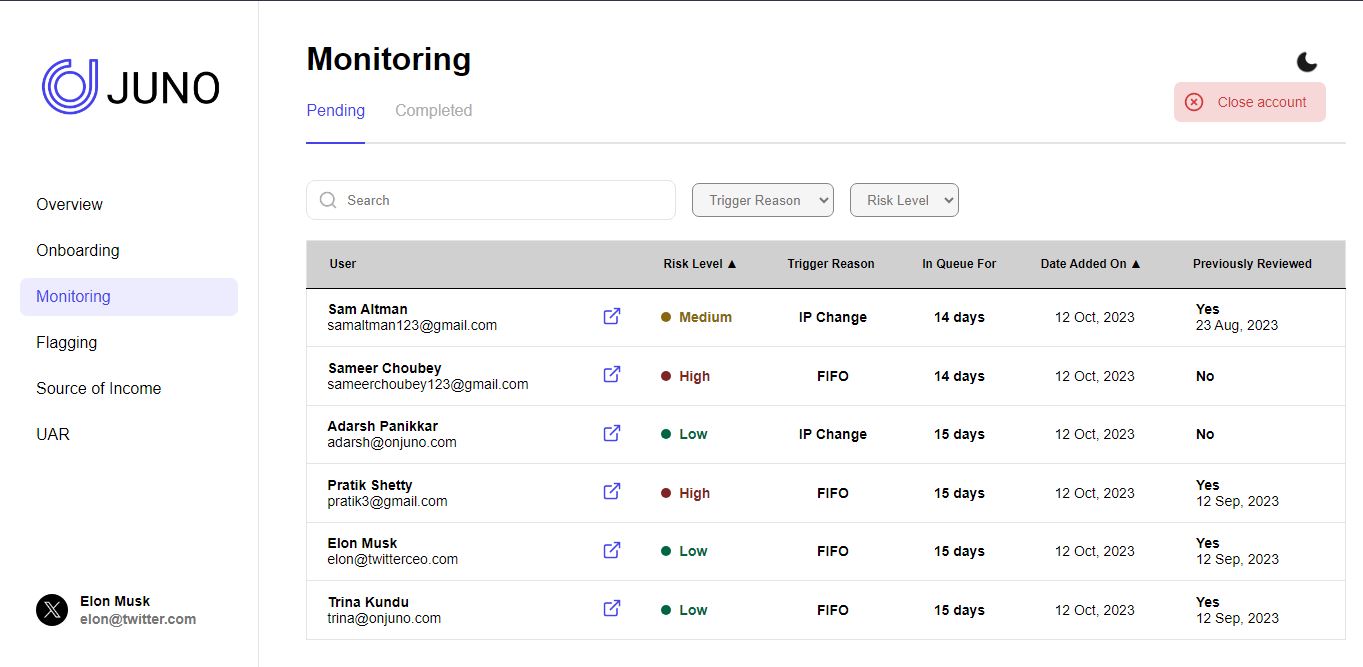 JUNO
Overview
Onboarding
Monitoring
Flagging
Source of Income
UAR
Elon Musk
elon@twitter.com
Monitoring
Pending Completed
Close account
Search Trigger Reason Risk Level
User Risk Level ▲ Trigger Reason In Queue For Date Added On ▲ Previously Reviewed
Sam Altman Yes
samaltman123@gmail.com Medium IP Change 14 days 12 Oct, 2023 23 Aug, 2023
Sameer Choubey
sameerchoubey123@gmail.com High FIFO 14 days 12 Oct, 2023 No
Adarsh Panikkar
adarsh@onjuno.com Low IP Change 15 days 12 Oct, 2023 No
Pratik Shetty Yes
pratik3@gmail.com High FIFO 15 days 12 Oct, 2023 12 Sep, 2023
Elon Musk Yes
elon@twitterceo.com Low FIFO 15 days 12 Oct, 2023 12 Sep, 2023
Trina Kundu Yes
trina@onjuno.com Low FIFO 15 days 12 Oct, 2023 12 Sep, 2023